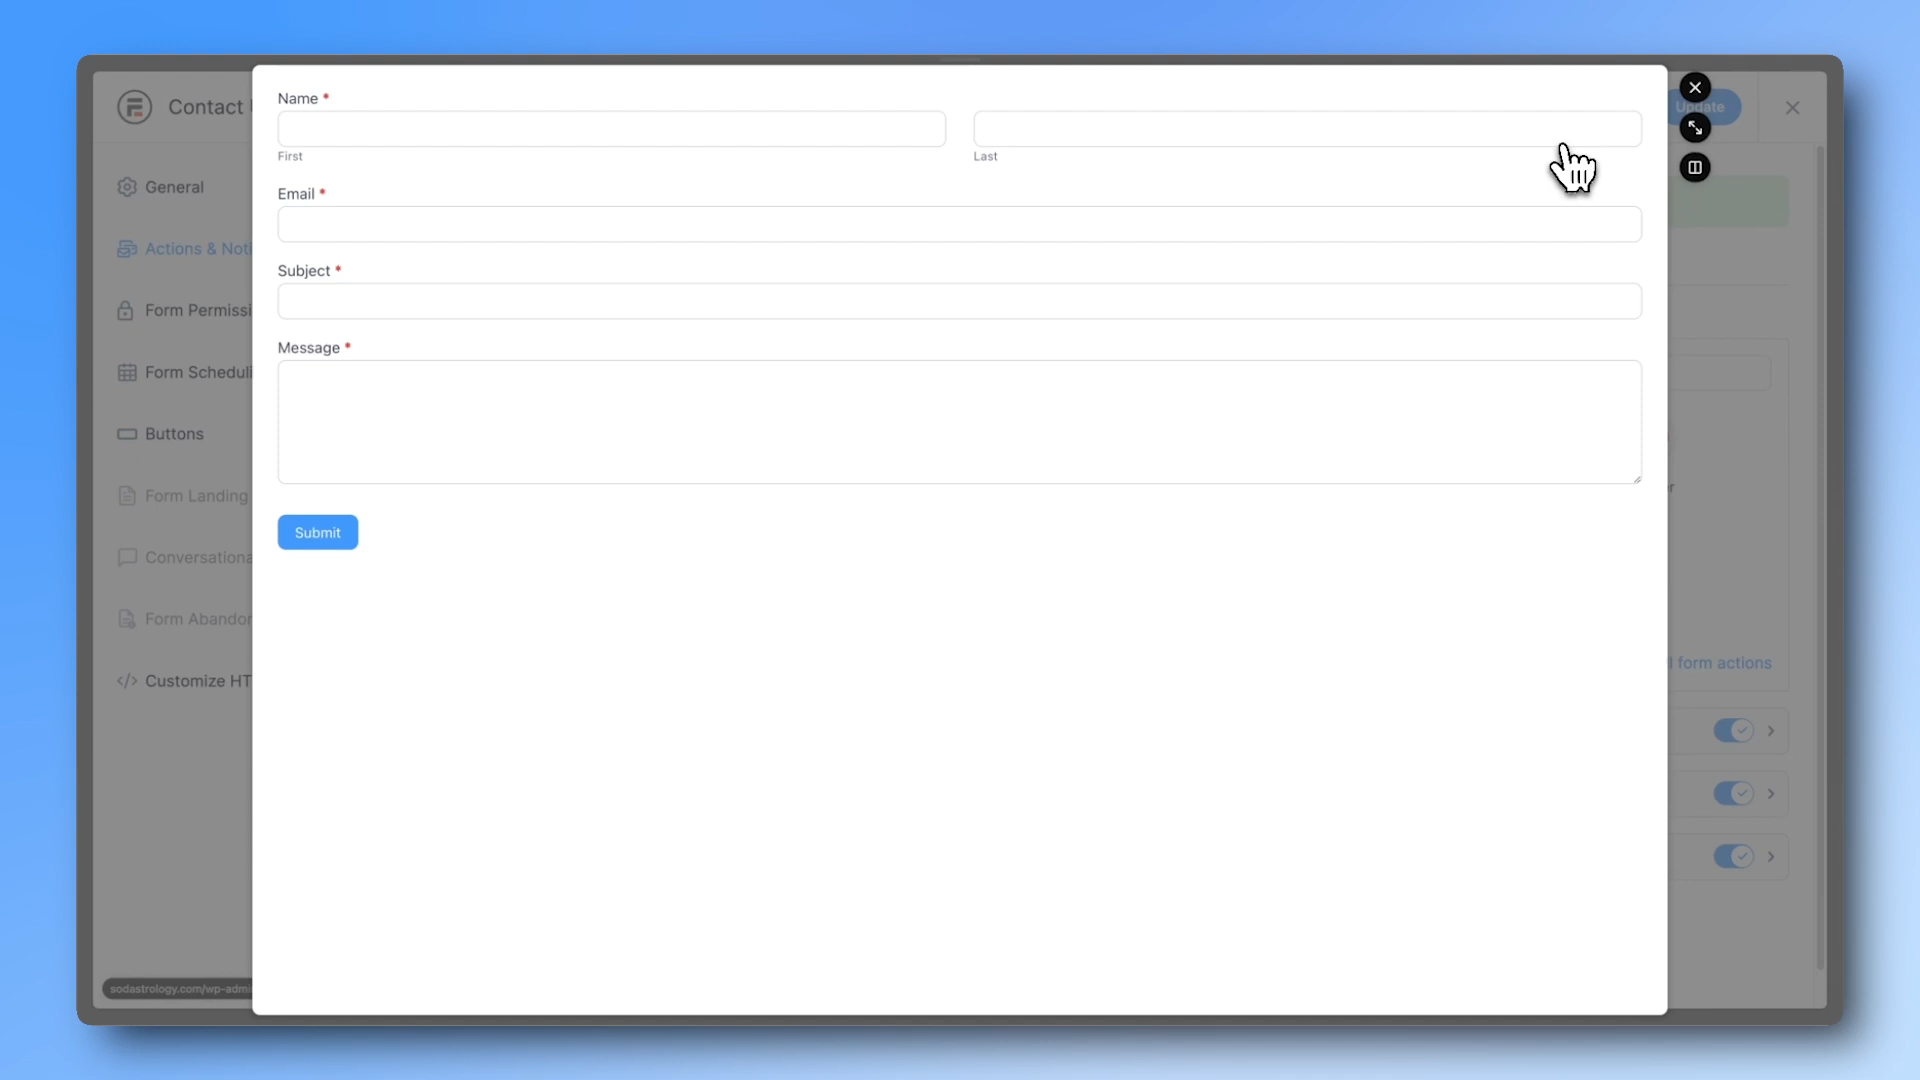 Contact
Update
Name *
First
Last
General
Email *
Actions & Noti
Subject *
Form Permissi
Message *
Form Scheduli
Buttons
Form Landing
Submit
Conversationa
Form Abandon
form actions
Customize HT
sodastrology.com/wp-admi